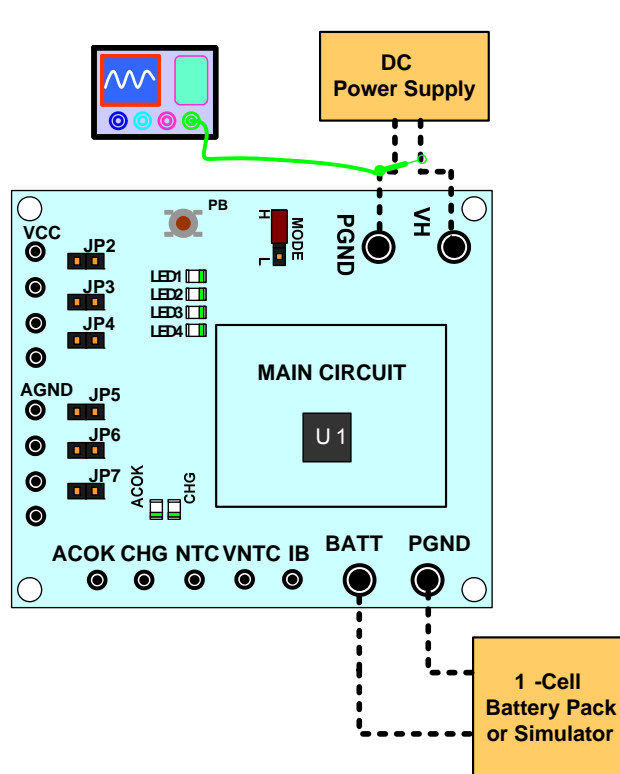 DC
Power Supply
PB
VCC
JP2
JP3
JP4
H
MODE
L
PGND
VH
LED1
LED2
LED3
LED4
MAIN CIRCUIT
U 1
AGND
JP5
JP6
JP7
ACOK
CHG
ACOK CHG NTC VNTC IB
BATT PGND
1 -Cell
Battery Pack
or Simulator